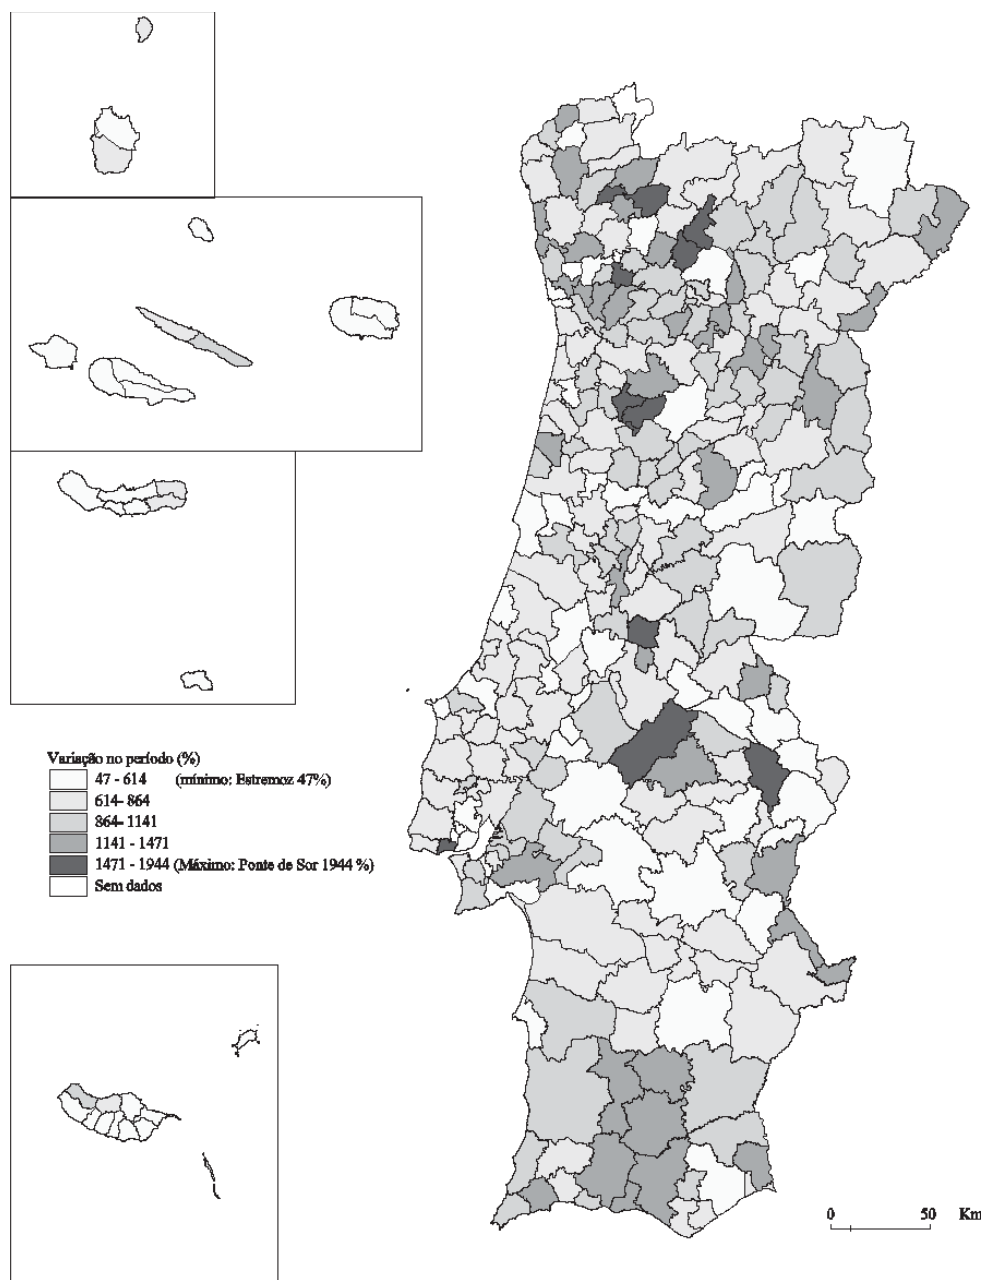 Variação no período (%)
47 - 614 (mínimo: Estremoz 47%)
614- 864
864- 1141
1141 - 1471
1471 - 1944 (Máximo: Ponte de Sor 1944 %)
Sem dados
0 50 Km